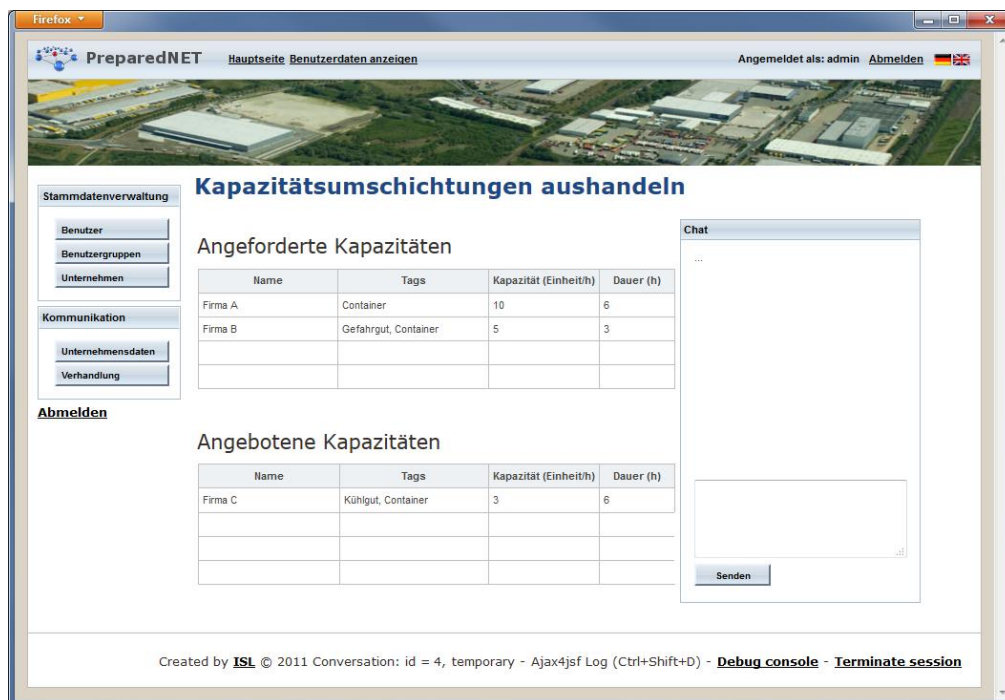 Firefox
PreparedNET Hauptseite Benutzerdaten anzeigen Angemeldet als: admin Abmelden
Kapazitätsumschichtungen aushandeln
Stammdatenverwaltung
Benutzer
Benutzergruppen
Unternehmen
Kommunikation
Unternehmensdaten
Verhandlung
Abmelden
Angeforderte Kapazitäten
Name Tags Kapazität (Einheit/h) Dauer (h)
Firma A Container 10 6
Firma B Gefahrgut, Container 5 3
Angebotene Kapazitäten
Name Tags Kapazität (Einheit/h) Dauer (h)
Firma C Kühlgut, Container 3 6
Chat
...
Senden
Created by ISL © 2011 Conversation: id = 4, temporary - Ajax4jsf Log (Ctrl+Shift+D) - Debug console - Terminate session